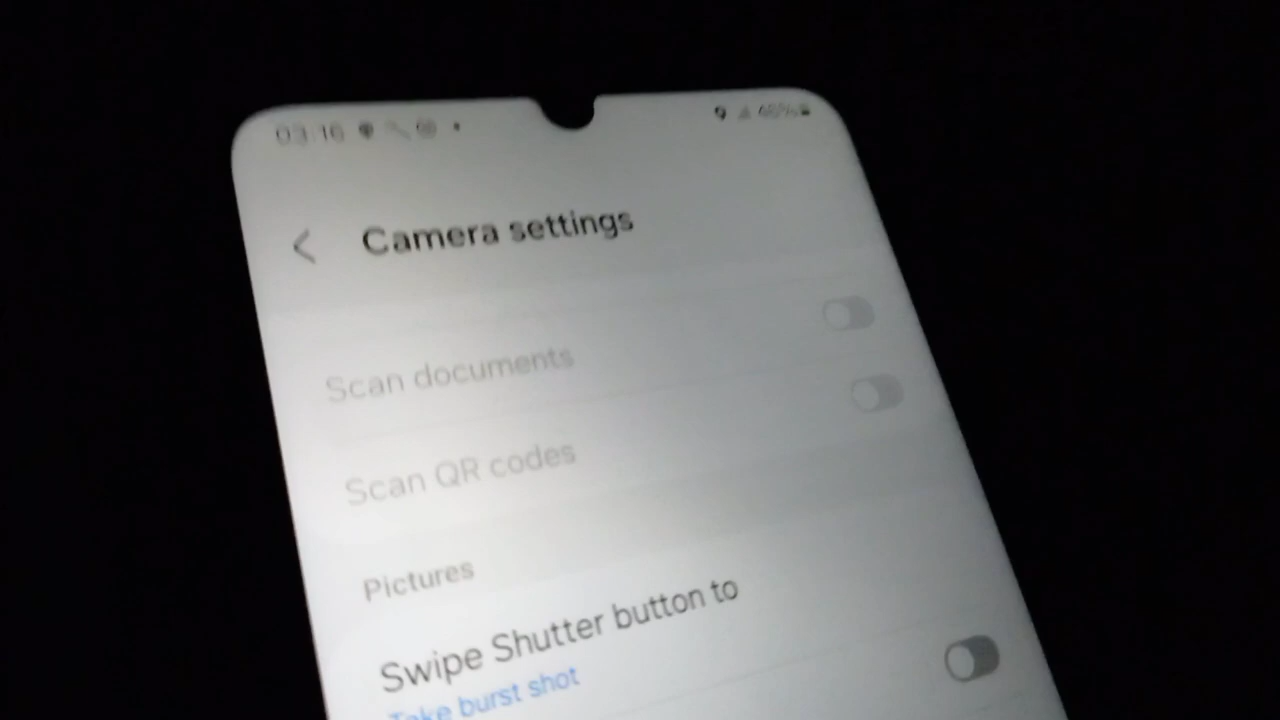 03:16
Camera settings
Scan documents
Scan QR codes
Pictures
Swipe Shutter button to
Take burst shot